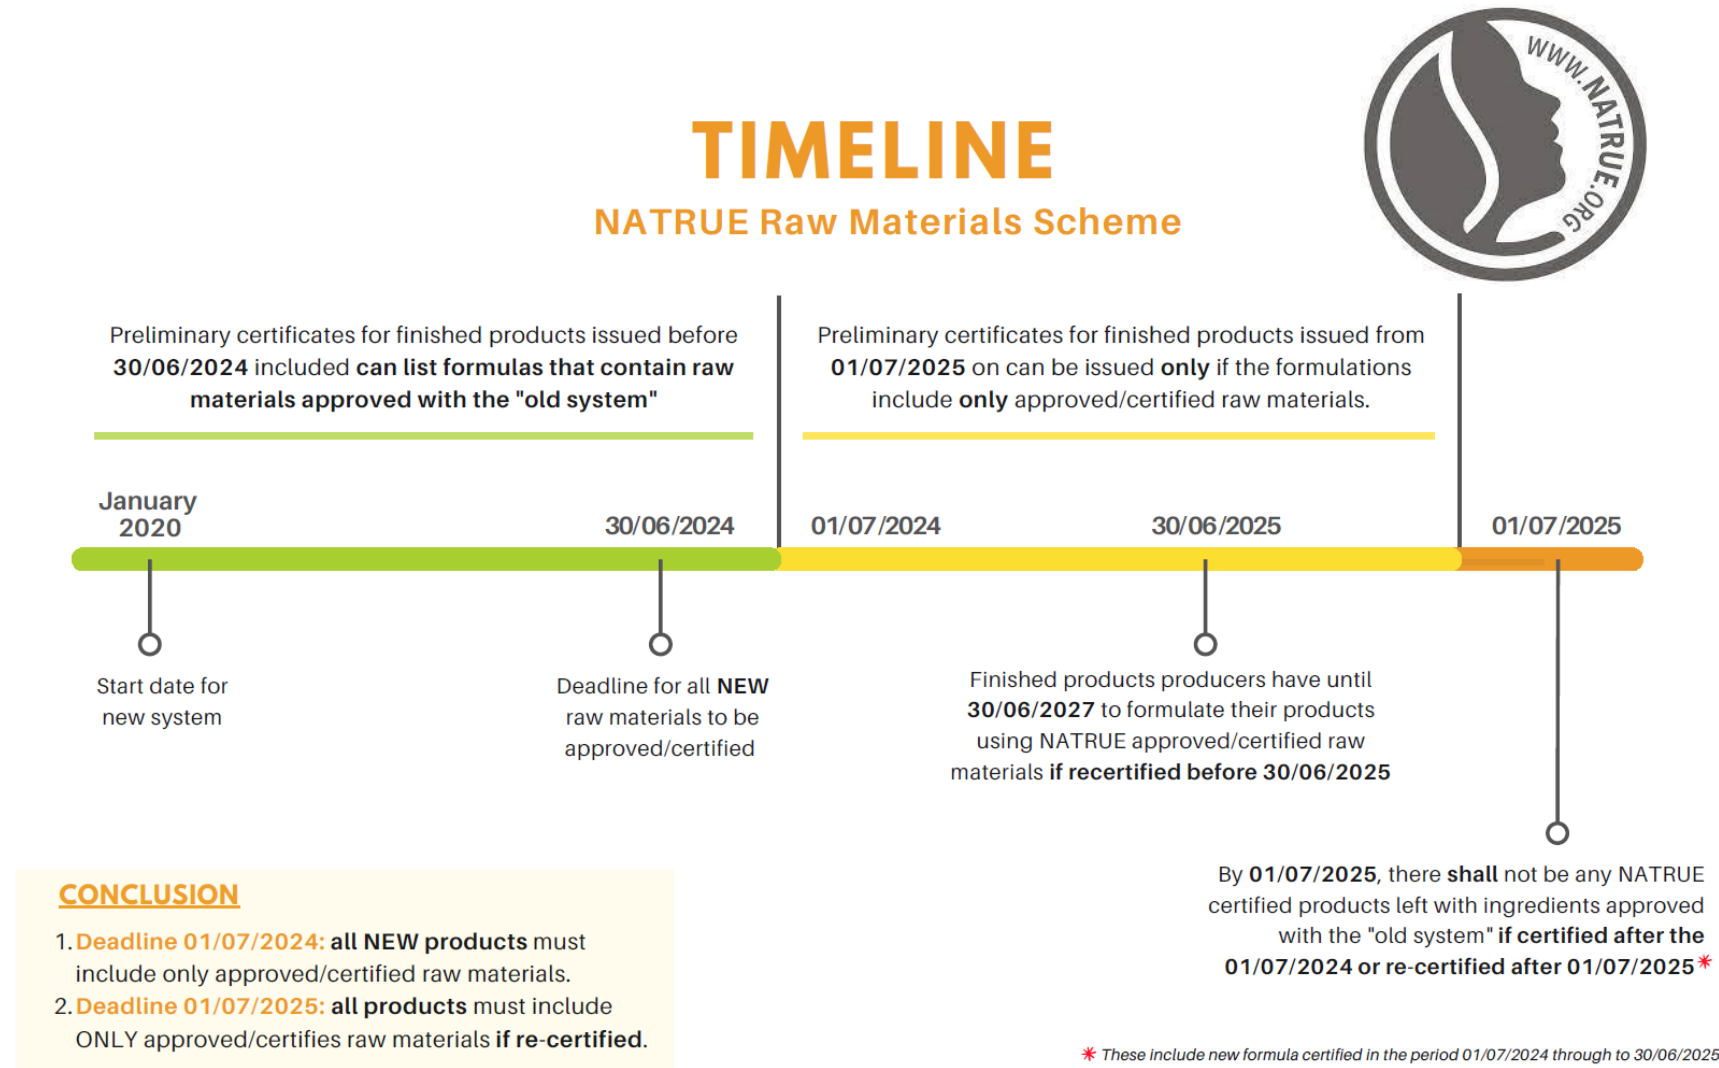 WWW.NATRUE.ORG
TIMELINE
NATRUE Raw Materials Scheme
Preliminary certificates for finished products issued before
30/06/2024 included can list formulas that contain raw
materials approved with the "old system"
Preliminary certificates for finished products issued from
01/07/2025 on can be issued only if the formulations
include only approved/certified raw materials.
January
2020
30/06/2024
01/07/2024
30/06/2025
01/07/2025
Start date for
new system
Deadline for all NEW
raw materials to be
approved/certified
Finished products producers have until
30/06/2027 to formulate their products
using NATRUE approved/certified raw
materials if recertified before 30/06/2025
By 01/07/2025, there shall not be any NATRUE
certified products left with ingredients approved
with the "old system" if certified after the
01/07/2024 or re-certified after 01/07/2025*
CONCLUSION
1. Deadline 01/07/2024: all NEW products must
include only approved/certified raw materials.
2. Deadline 01/07/2025: all products must include
ONLY approved/certifies raw materials if re-certified.
* These include new formula certified in the period 01/07/2024 through to 30/06/2025